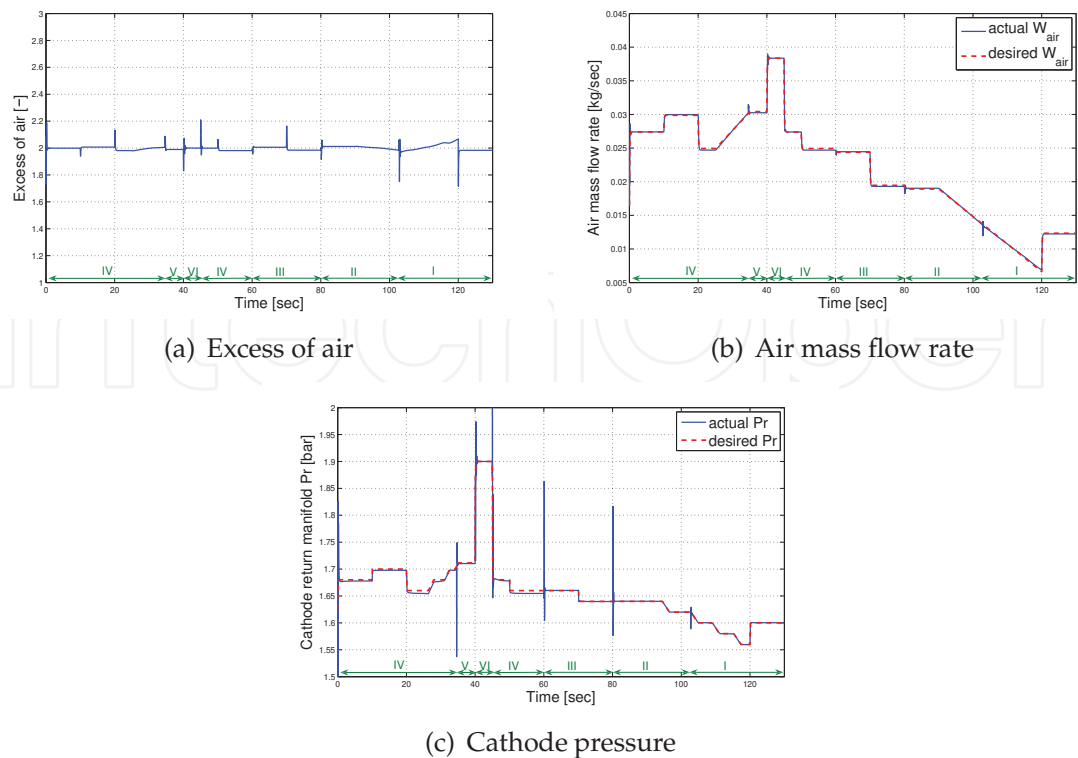 3
2.8
2.6
2.4
2.2
2
1.8
1.6
1.4
1.2
1
Excess of air [−]
IV V VI IV III II I
0 20 40 60 80 100 120
Time [sec]
(a) Excess of air
0.045
0.04
0.035
0.03
0.025
0.02
0.015
0.01
0.005
Air mass flow rate [kg/sec]
actual W_air
desired W_air
IV V VI IV III II I
0 20 40 60 80 100 120
Time [sec]
(b) Air mass flow rate
2
1.95
1.9
1.85
1.8
1.75
1.7
1.65
1.6
1.55
1.5
Cathode return manifold Pr [bar]
actual Pr
desired Pr
IV V VI IV III II I
0 20 40 60 80 100 120
Time [sec]
(c) Cathode pressure